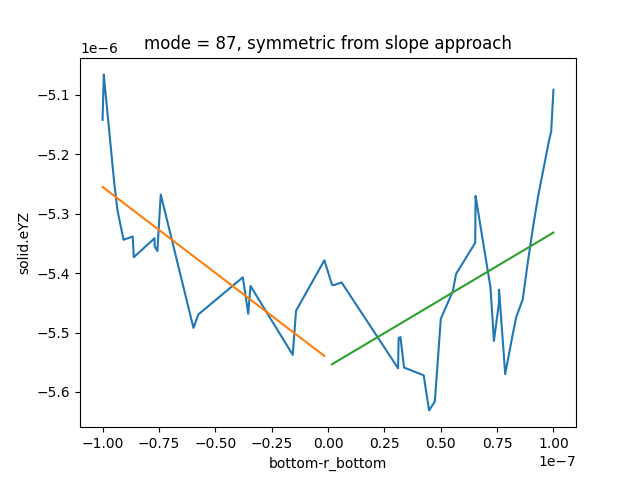 mode = 87, symmetric from slope approach
1e−6
−5.1
−5.2
−5.3
−5.4
−5.5
−5.6
solid.eYZ
−1.00 −0.75 −0.50 −0.25 0.00 0.25 0.50 0.75 1.00
1e−7
bottom-r_bottom